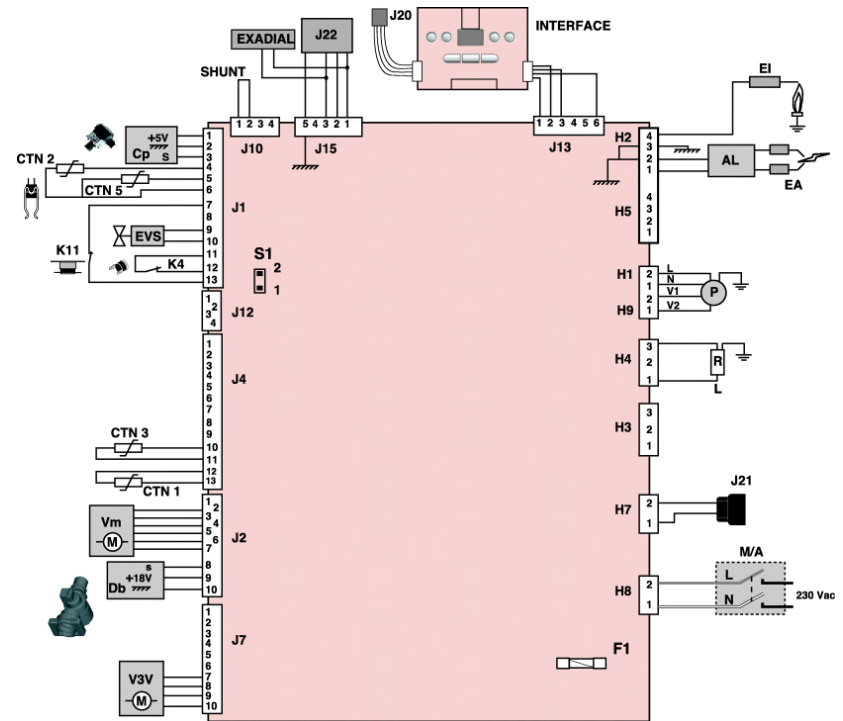 J20
INTERFACE
J22
EXADIAL
SHUNT
EI
1 2 3 4
5 4 3 2 1
1 2 3 4 5 6
J10
J15
J13
H2
4
3
2
1
AL
EA
H5
4
3
2
1
+5V
Cp S
1
2
3
4
5
6
7
8
9
10
11
12
13
CTN 2
CTN 5
J1
EVS
K11
K4
S1
2
1
H1
2
1
H9
2
1
L
N
V1
V2
P
1
2
3
4
J12
H4
3
2
1
R
L
J4
1
2
3
4
5
6
7
8
9
10
11
12
13
CTN 3
CTN 1
H3
3
2
1
J21
H7
2
1
Vm
M
1
2
3
4
5
6
7
8
9
10
J2
s
+18V
Db
M/A
L
N
H8
2
1
230 Vac
F1
J7
1
2
3
4
5
6
7
8
9
10
V3V
M